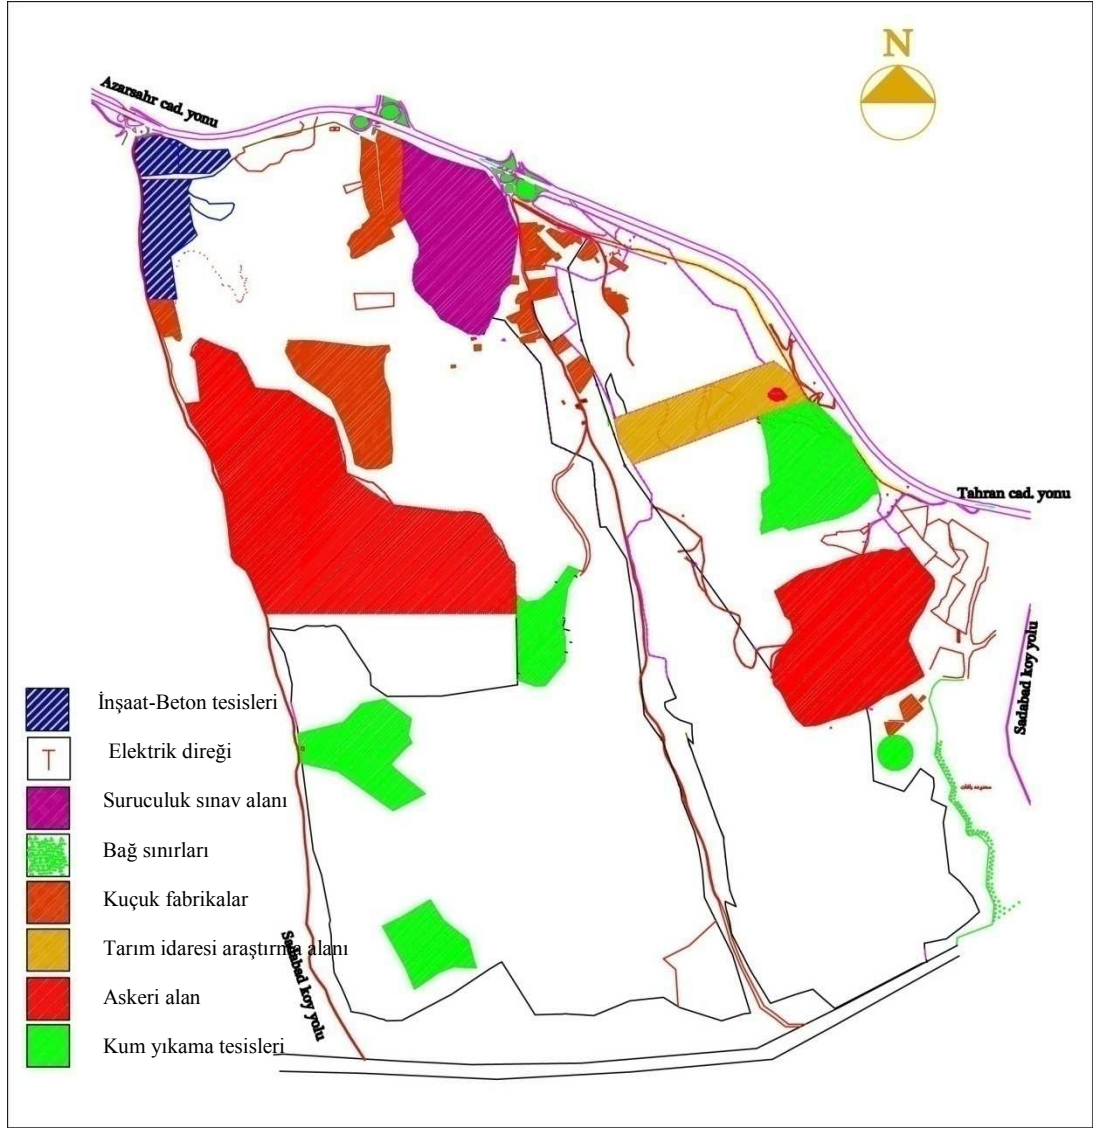 N
Azarsahr cad. yonu
Tahran cad. yonu
Sadabad koy yolu
İnşaat-Beton tesisleri
Elektrik direği
Suruculuk sınav alanı
Bağ sınırları
Kuçuk fabrikalar
Tarım idaresi araştırma alanı
Askeri alan
Kum yıkama tesisleri
Sadabad koy yolu